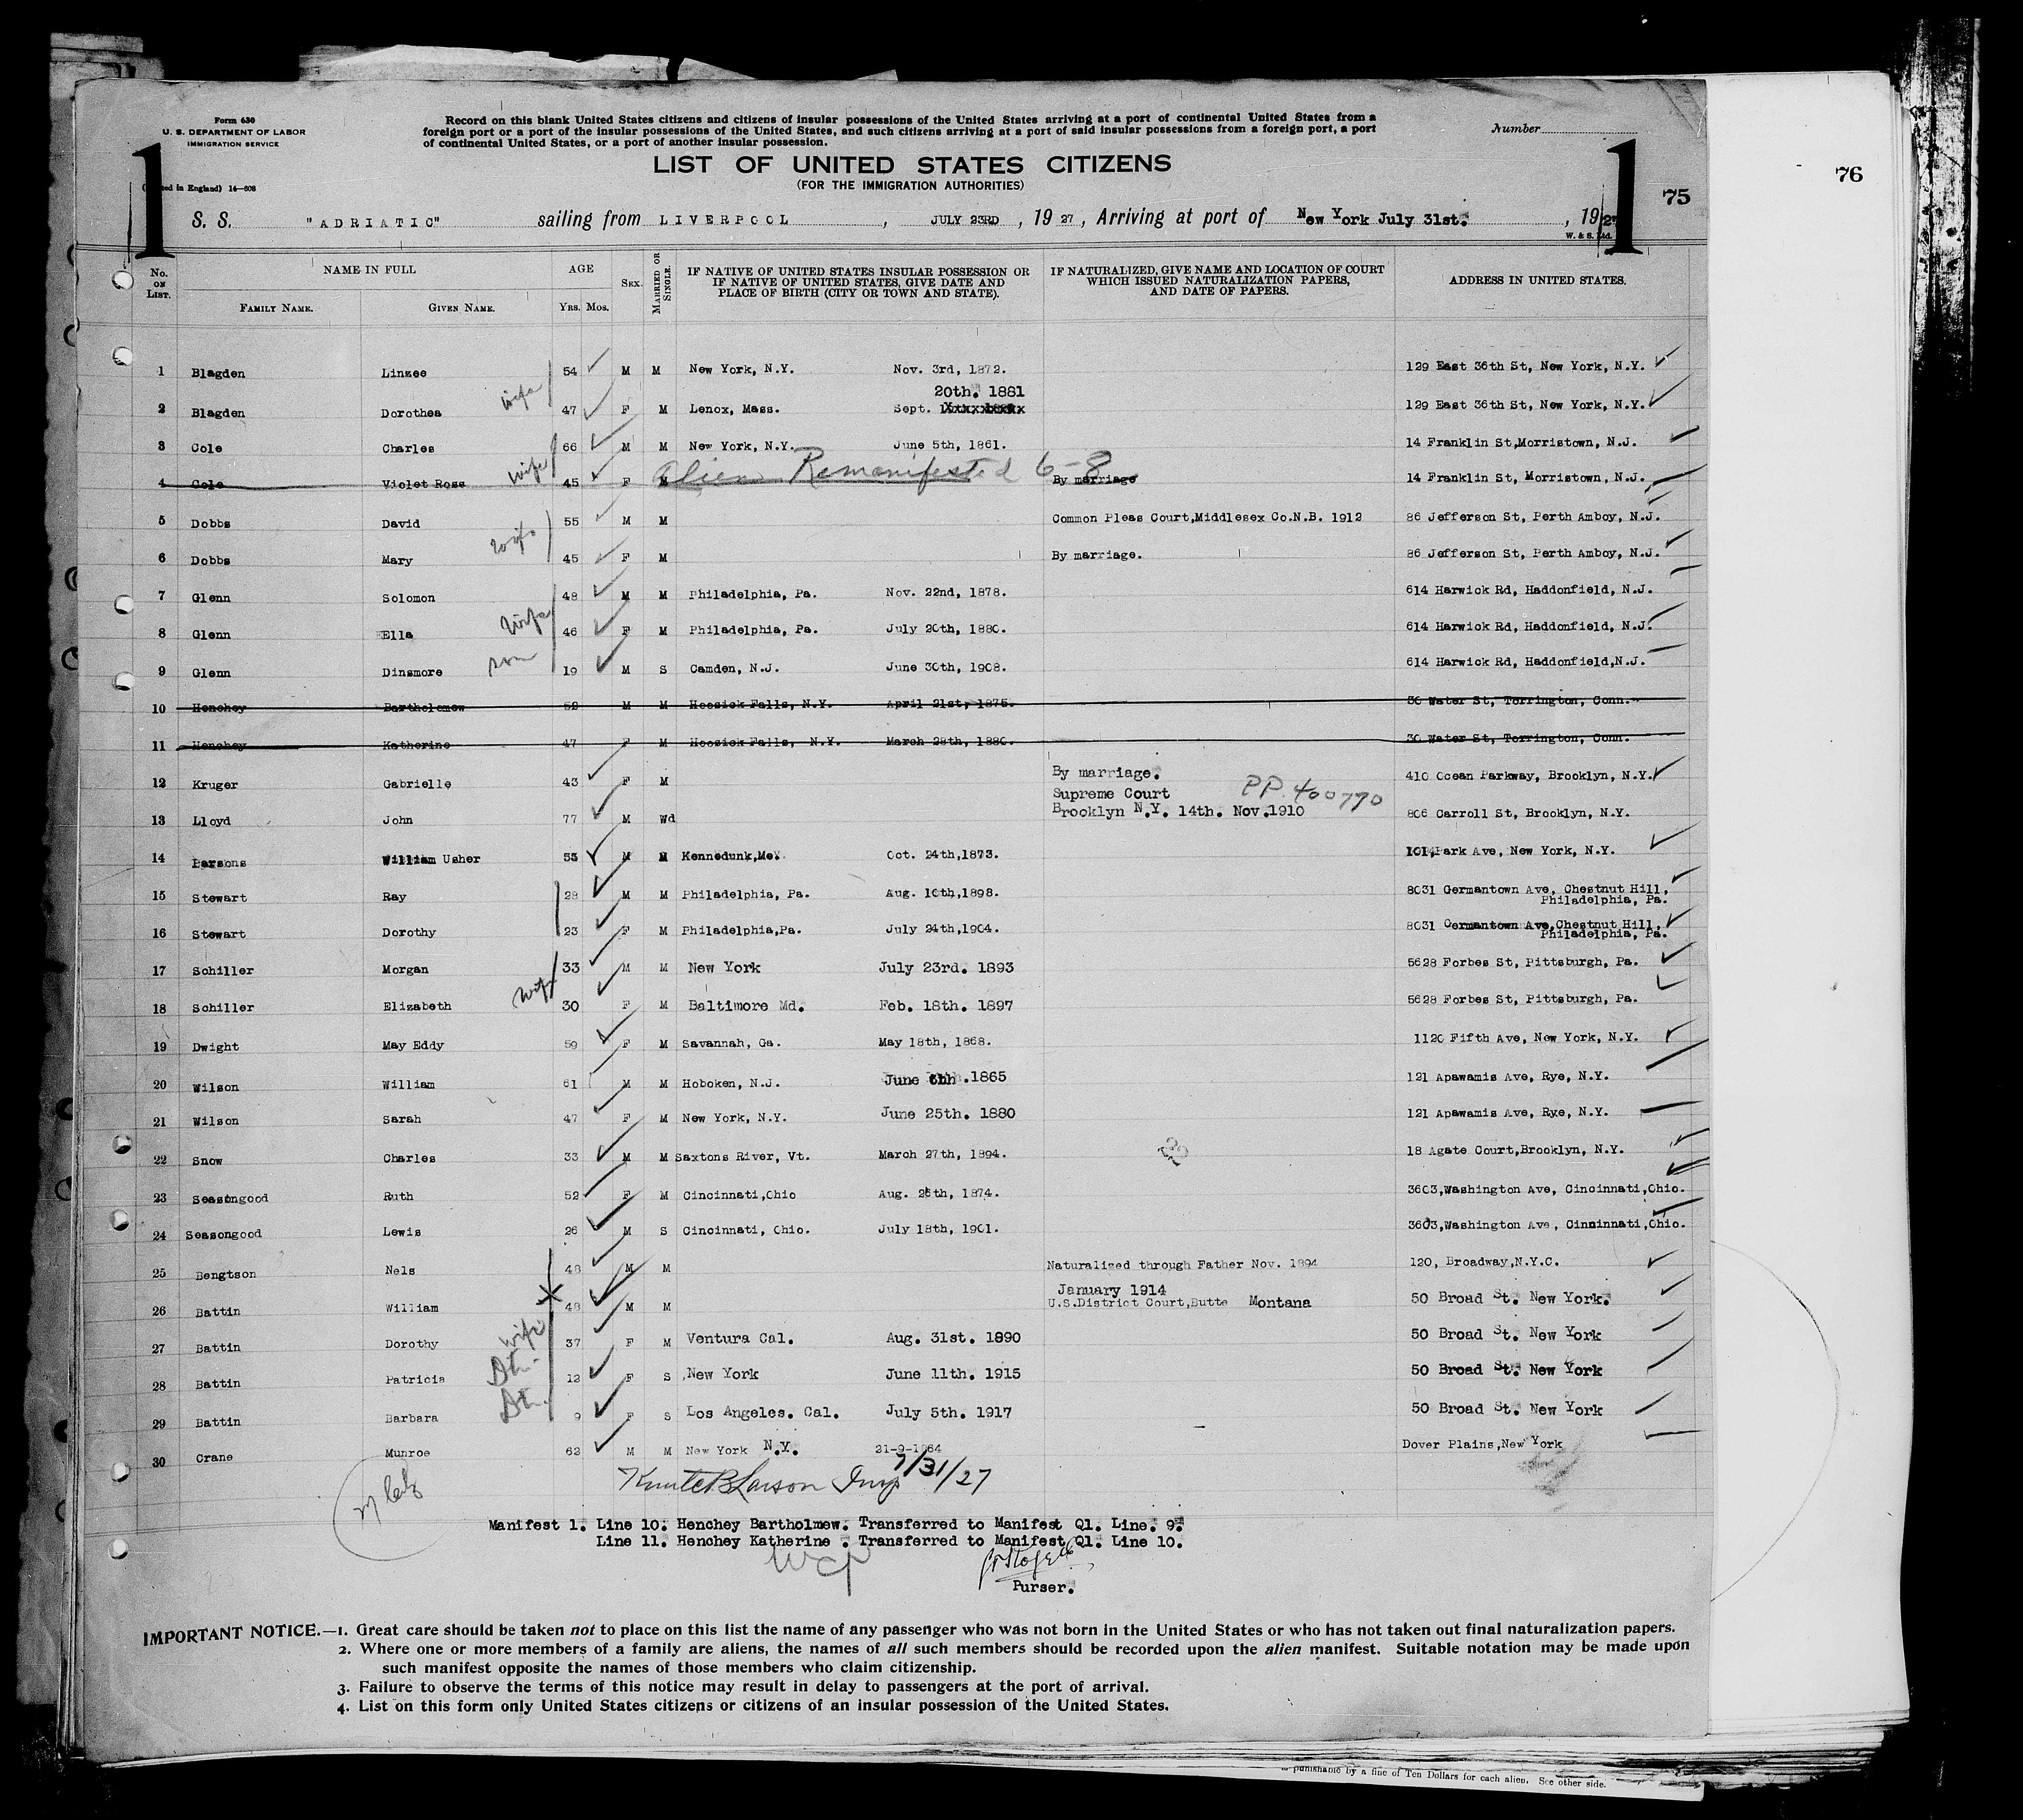 Form 630
U. S. DEPARTMENT OF LABOR
IMMIGRATION SERVICE
Record on this blank United States citizens and citizens of insular possessions of the United States arriving at a port of continental United States from a
foreign port or a port of the insular possessions of the United States, and such citizens arriving at a port of said insular possessions from a foreign port, a port
of continental United States, or a port of another insular possession.
Number
1 1
LIST OF UNITED STATES CITIZENS
(FOR THE IMMIGRATION AUTHORITIES)
ed in England) 14—608
75
76
S. S. "ADRIATIC" sailing from LIVERPOOL, JULY 23RD, 19 27, Arriving at port of New York July 31st., 19 27
W. & S. Ltd.
No. ON LIST. NAME IN FULL AGE SEX. MARRIED OR SINGLE. IF NATIVE OF UNITED STATES INSULAR POSSESSION OR IF NATIVE OF UNITED STATES, GIVE DATE AND PLACE OF BIRTH (CITY OR TOWN AND STATE). IF NATURALIZED, GIVE NAME AND LOCATION OF COURT WHICH ISSUED NATURALIZATION PAPERS, AND DATE OF PAPERS. ADDRESS IN UNITED STATES.
FAMILY NAME. GIVEN NAME. YRS. MOS.
1 Blagden Linzee 54 M M New York, N.Y. Nov. 3rd, 1872. 129 East 36th St, New York, N.Y.
20th. 1881
2 Blagden Dorothea wife 47 F M Lenox, Mass. Sept. 129 East 36th St, New York, N.Y.
3 Cole Charles 66 M M New York, N.Y. June 5th, 1861. 14 Franklin St,Morristown, N.J.
Alien Remanifested 6-8
4 Cole Violet Ross wife 45 F M By marriage 14 Franklin St, Morristown, N.J.
5 Dobbs David 55 M M Common Pleas Court,Middlesex Co.N.B. 1912 86 Jefferson St, Perth Amboy, N.J.
6 Dobbs Mary wife 45 F M By marriage. 86 Jefferson St, Perth Amboy, N.J.
7 Glenn Solomon 48 M M Philadelphia, Pa. Nov. 22nd, 1878. 614 Harwick Rd, Haddonfield, N.J.
8 Glenn Ella wife 46 F M Philadelphia, Pa. July 20th, 1880. 614 Harwick Rd, Haddonfield, N.J.
9 Glenn Dinsmore son 19 M S Camden, N.J. June 30th, 1908. 614 Harwick Rd, Haddonfield,N.J.
10 Henchey Bartholomew 52 M M Hoosick Falls, N.Y. April 21st, 1875. 30 Water St, Torrington, Conn.
11 Henchey Katherine 47 F M Hoosick Falls, N.Y. March 28th, 1880. 30 Water St, Torrington, Conn.
12 Kruger Gabrielle 43 F M By marriage. 410 Ocean Parkway, Brooklyn, N.Y.
Supreme Court PP. 400790
13 Lloyd John 77 M Wd Brooklyn N.Y. 14th. Nov.1910 806 Carroll St, Brooklyn, N.Y.
14 Parsons William Usher 53 M M Kennedunk,Me. Oct. 24th,1873. Park Ave, New York, N.Y.
15 Stewart Ray 28 M M Philadelphia, Pa. Aug. 16th,1898. 8031 Germantown Ave, Chestnut Hill,
Philadelphia, Pa.
16 Stewart Dorothy 23 F M Philadelphia,Pa. July 24th,1904. 8031 Germantown Ave,Chestnut Hill,
Philadelphia, Pa.
17 Schiller Morgan 33 M M New York July 23rd. 1893 5628 Forbes St, Pittsburgh, Pa.
18 Schiller Elizabeth wife 30 F M Baltimore Md. Feb. 18th. 1897 5628 Forbes St, Pittsburgh, Pa.
19 Dwight May Eddy 59 F M Savannah, Ga. May 18th, 1868. 1120 Fifth Ave, New York, N.Y.
20 Wilson William 61 M M Hoboken, N.J. June .1865 121 Apawamis Ave, Rye, N.Y.
21 Wilson Sarah 47 F M New York, N.Y. June 25th. 1880 121 Apawamis Ave, Rye, N.Y.
22 Snow Charles 33 M M Saxtons River, Vt. March 27th, 1894. 18 Agate Court,Brooklyn, N.Y.
23 Seasongood Ruth 52 F M Cincinnati,Ohio Aug. 26th, 1874. 3603,Washington Ave, Cincinnati,Ohio.
24 Seasongood Lewis 26 M S Cincinnati, Ohio. July 18th, 1901. 3603,Washington Ave, Cinninnati,Ohio.
25 Bengtson Nels 48 M M Naturalised through Father Nov. 1894 120, Broadway,N.Y.C.
January 1914
26 Battin William 48 M M U.S.District Court,Butte Montana 50 Broad St. New York.
27 Battin Dorothy wife 37 F M Ventura Cal. Aug. 31st. 1890 50 Broad St. New York
28 Battin Patricia Dtr. 12 F S New York June 11th. 1915 50 Broad St. New York
29 Battin Barbara Dtr. 9 F S Los Angeles. Cal. July 5th. 1917 50 Broad St. New York
30 Crane Munroe 62 M M New York N.Y. 21-9-1864 Dover Plains,New York
Knute B Larson Insp 7/31/27
Manifest 1. Line 10. Henchey Bartholmew. Transferred to Manifest Q1. Line. 9.
Line 11. Henchey Katherine . Transferred to Manifest Q1. Line 10.
WCP
Purser.
IMPORTANT NOTICE.—1. Great care should be taken not to place on this list the name of any passenger who was not born in the United States or who has not taken out final naturalization papers.
2. Where one or more members of a family are aliens, the names of all such members should be recorded upon the alien manifest. Suitable notation may be made upon
such manifest opposite the names of those members who claim citizenship.
3. Failure to observe the terms of this notice may result in delay to passengers at the port of arrival.
4. List on this form only United States citizens or citizens of an insular possession of the United States.
punishable by a fine of Ten Dollars for each alien. See other side.